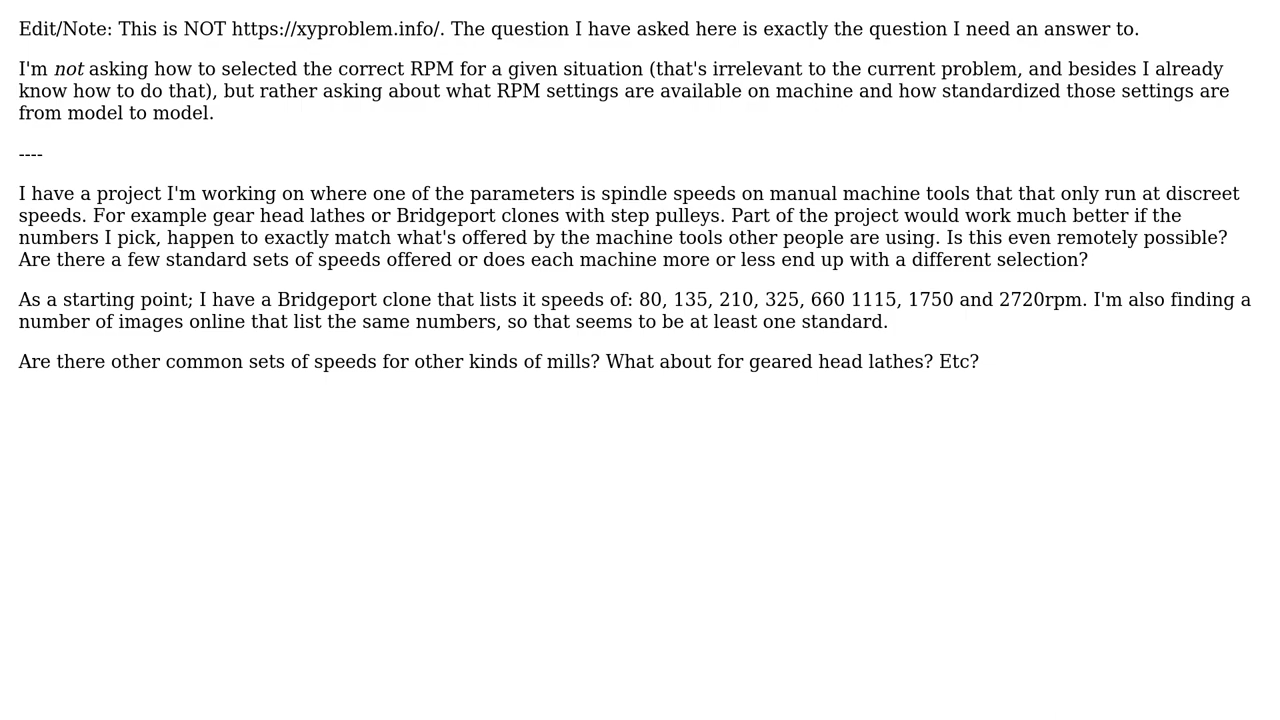 Edit/Note: This is NOT https://xyproblem.info/. The question I have asked here is exactly the question I need an answer to.
I'm not asking how to selected the correct RPM for a given situation (that's irrelevant to the current problem, and besides I already
know how to do that), but rather asking about what RPM settings are available on machine and how standardized those settings are
from model to model.
----
I have a project I'm working on where one of the parameters is spindle speeds on manual machine tools that that only run at discreet
speeds. For example gear head lathes or Bridgeport clones with step pulleys. Part of the project would work much better if the
numbers I pick, happen to exactly match what's offered by the machine tools other people are using. Is this even remotely possible?
Are there a few standard sets of speeds offered or does each machine more or less end up with a different selection?
As a starting point; I have a Bridgeport clone that lists it speeds of: 80, 135, 210, 325, 660 1115, 1750 and 2720rpm. I'm also finding a
number of images online that list the same numbers, so that seems to be at least one standard.
Are there other common sets of speeds for other kinds of mills? What about for geared head lathes? Etc?